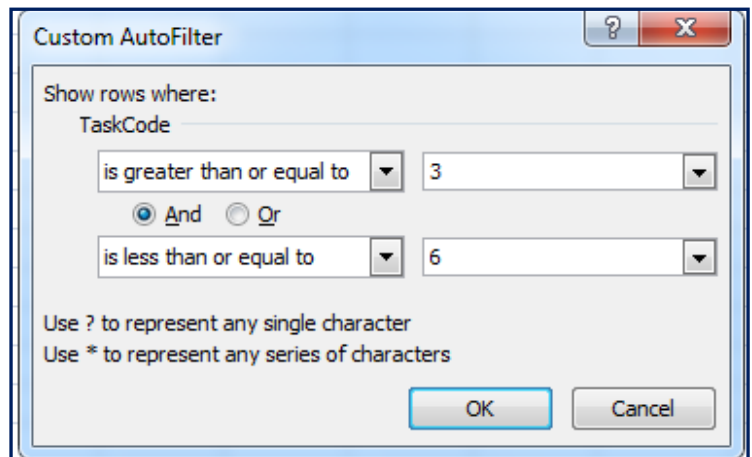 Custom AutoFilter
Show rows where:
TaskCode
is greater than or equal to 3
And Or
is less than or equal to 6
Use ? to represent any single character
Use * to represent any series of characters
OK Cancel